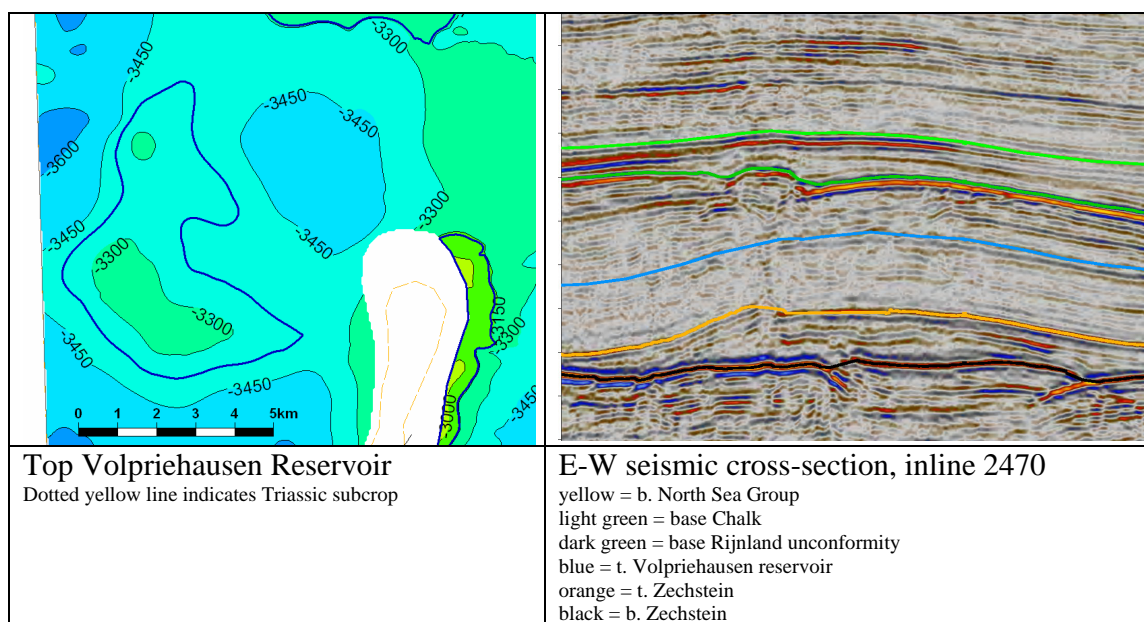 -3450
-3300
-3450
-3450
-3600
-3450
-3300
-3450
-3300
-3300
-3150
-3300
-3450
-3450
-3000
-3450
0 1 2 3 4 5km
Top Volpriehausen Reservoir
Dotted yellow line indicates Triassic subcrop
E-W seismic cross-section, inline 2470
yellow = b. North Sea Group
light green = base Chalk
dark green = base Rijnland unconformity
blue = t. Volpriehausen reservoir
orange = t. Zechstein
black = b. Zechstein